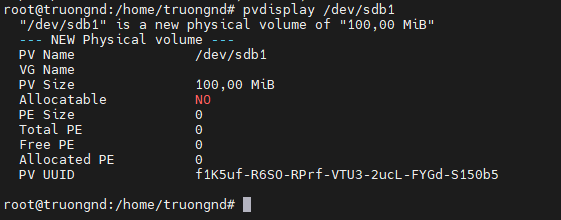 root@truongnd:/home/truongnd# pvdisplay /dev/sdb1
"/dev/sdb1" is a new physical volume of "100,00 MiB"
--- NEW Physical volume ---
PV Name /dev/sdb1
VG Name
PV Size 100,00 MiB
Allocatable NO
PE Size 0
Total PE 0
Free PE 0
Allocated PE 0
PV UUID f1K5uf-R6SO-RPrf-VTU3-2ucL-FYGd-S150b5
root@truongnd:/home/truongnd#